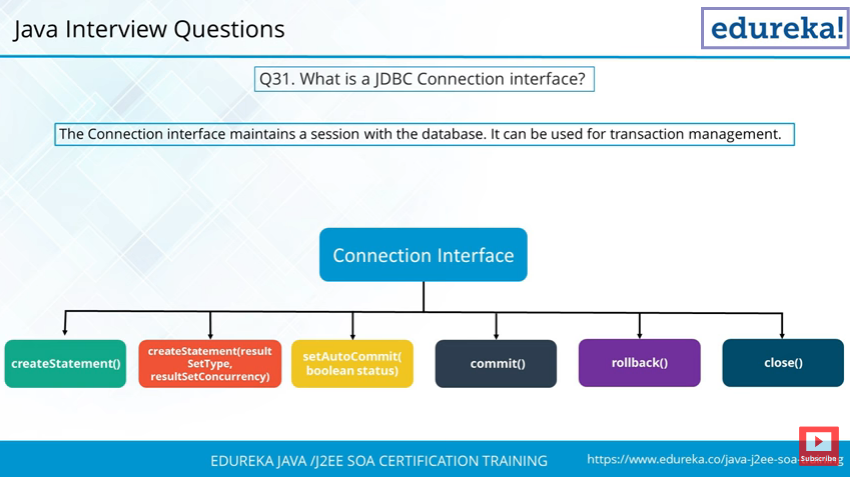 Java Interview Questions
edureka!
Q31. What is a JDBC Connection interface?
The Connection interface maintains a session with the database. It can be used for transaction management.
Connection Interface
createStatement()
createStatement(result
SetType,
resultSetConcurrency)
setAutoCommit(
boolean status)
commit()
rollback()
close()
EDUREKA JAVA /J2EE SOA CERTIFICATION TRAINING
https://www.edureka.co/java-j2ee-soa-
Subscribe